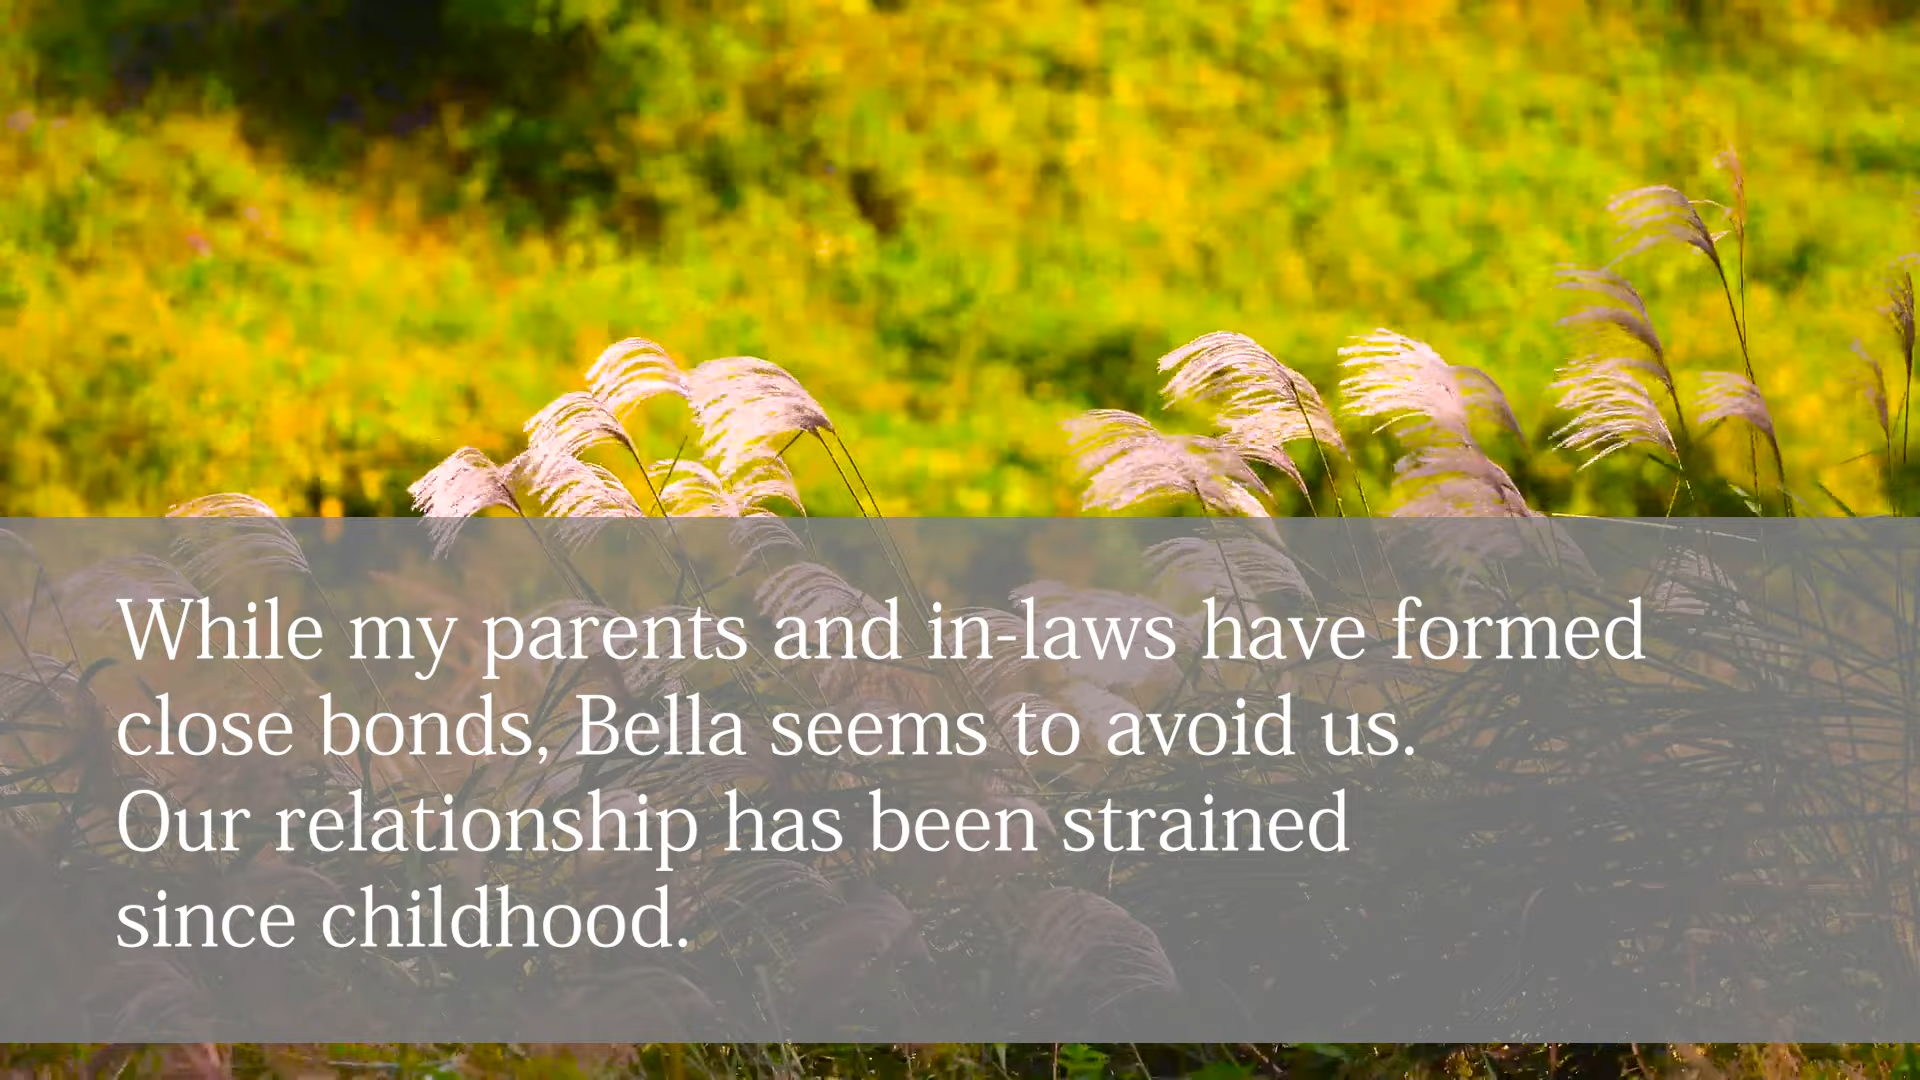 While my parents and in-laws have formed
close bonds, Bella seems to avoid us.
Our relationship has been strained
since childhood.